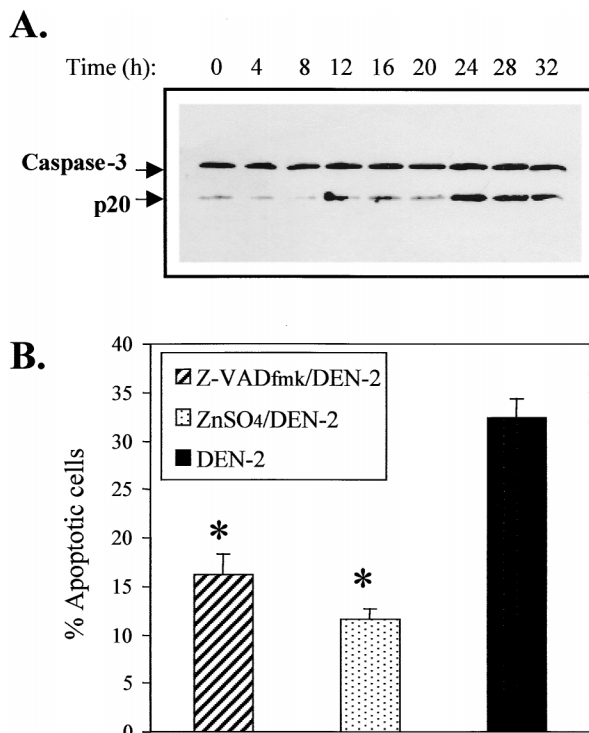 A.
Time (h): 0 4 8 12 16 20 24 28 32
Caspase-3
p20
B.
40
35
30
25
20
15
10
5
0
% Apoptotic cells
Z-VADfmk/DEN-2
ZnSO4/DEN-2
DEN-2
*
*